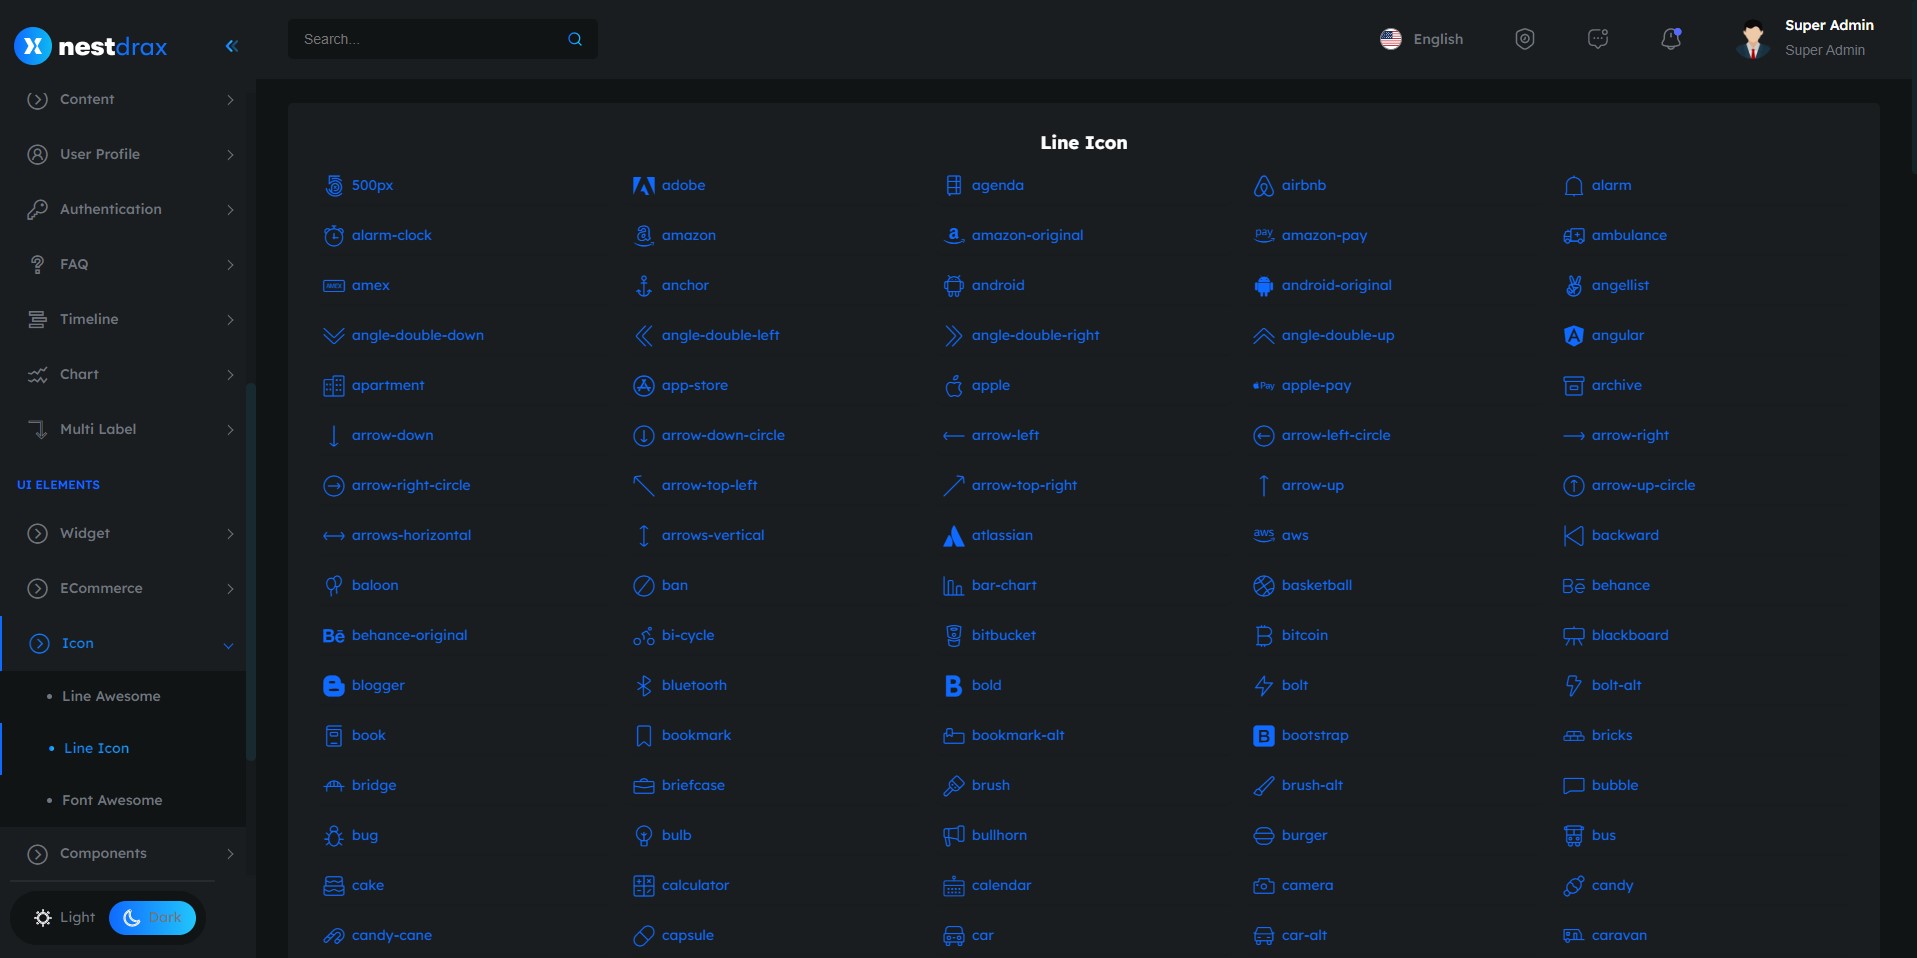 nestdrax
Search...
English
Super Admin
Super Admin
Content
User Profile
Authentication
FAQ
Timeline
Chart
Multi Label
UI ELEMENTS
Widget
ECommerce
Icon
Line Awesome
Line Icon
Font Awesome
Components
Light
Dark
Line Icon
500px adobe agenda airbnb alarm
alarm-clock amazon amazon-original pay amazon-pay ambulance
AMEX amex anchor android android-original angellist
angle-double-down angle-double-left angle-double-right angle-double-up angular
apartment app-store apple Pay apple-pay archive
arrow-down arrow-down-circle arrow-left arrow-left-circle arrow-right
arrow-right-circle arrow-top-left arrow-top-right arrow-up arrow-up-circle
arrows-horizontal arrows-vertical atlassian aws aws backward
baloon ban bar-chart basketball Bē behance
Bē behance-original bi-cycle bitbucket bitcoin blackboard
blogger bluetooth B bold bolt bolt-alt
book bookmark bookmark-alt B bootstrap bricks
bridge briefcase brush brush-alt bubble
bug bulb bullhorn burger bus
cake calculator calendar camera candy
candy-cane capsule car car-alt caravan